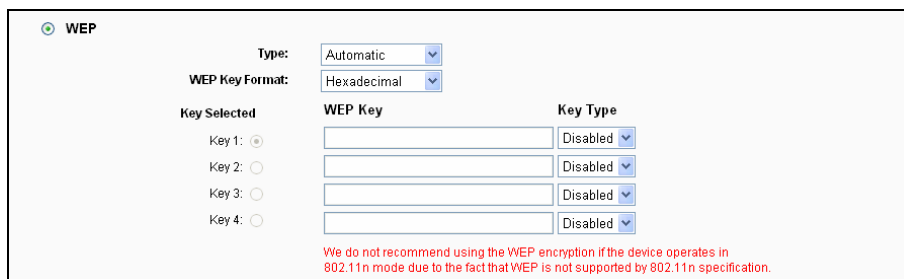 WEP
Type: Automatic
WEP Key Format: Hexadecimal
Key Selected WEP Key Key Type
Key 1: Disabled
Key 2: Disabled
Key 3: Disabled
Key 4: Disabled
We do not recommend using the WEP encryption if the device operates in
802.11n mode due to the fact that WEP is not supported by 802.11n specification.